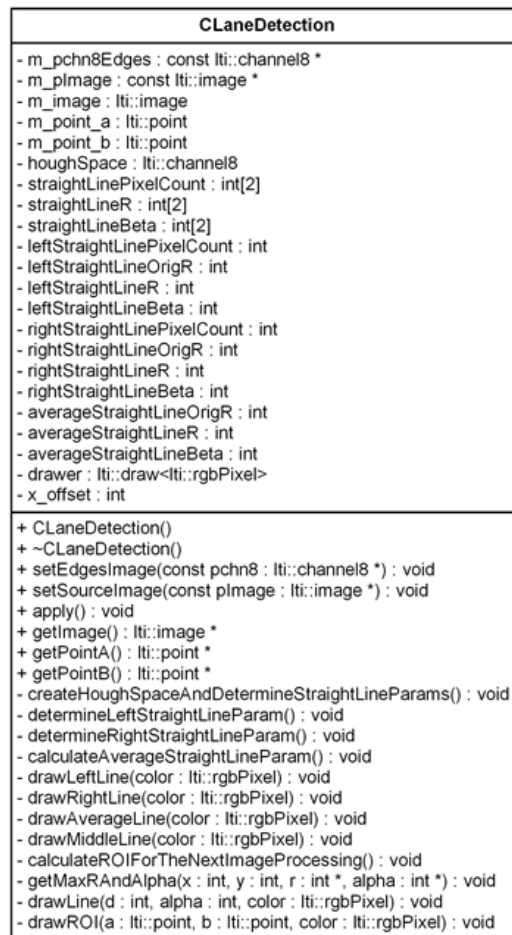 CLaneDetection
- m_pchn8Edges : const lti::channel8 *
- m_pImage : const lti::image *
- m_image : lti::image
- m_point_a : lti::point
- m_point_b : lti::point
- houghSpace : lti::channel8
- straightLinePixelCount : int[2]
- straightLineR : int[2]
- straightLineBeta : int[2]
- leftStraightLinePixelCount : int
- leftStraightLineOrigR : int
- leftStraightLineR : int
- leftStraightLineBeta : int
- rightStraightLinePixelCount : int
- rightStraightLineOrigR : int
- rightStraightLineR : int
- rightStraightLineBeta : int
- averageStraightLineOrigR : int
- averageStraightLineR : int
- averageStraightLineBeta : int
- drawer : lti::draw<lti::rgbPixel>
- x_offset : int
+ CLaneDetection()
+ ~CLaneDetection()
+ setEdgesImage(const pchn8 : lti::channel8 *) : void
+ setSourceImage(const pImage : lti::image *) : void
+ apply() : void
+ getImage() : lti::image *
+ getPointA() : lti::point *
+ getPointB() : lti::point *
- createHoughSpaceAndDetermineStraightLineParams() : void
- determineLeftStraightLineParam() : void
- determineRightStraightLineParam() : void
- calculateAverageStraightLineParam() : void
- drawLeftLine(color : lti::rgbPixel) : void
- drawRightLine(color : lti::rgbPixel) : void
- drawAverageLine(color : lti::rgbPixel) : void
- drawMiddleLine(color : lti::rgbPixel) : void
- calculateROIForTheNextImageProcessing() : void
- getMaxRAndAlpha(x : int, y : int, r : int *, alpha : int *) : void
- drawLine(d : int, alpha : int, color : lti::rgbPixel) : void
- drawROI(a : lti::point, b : lti::point, color : lti::rgbPixel) : void